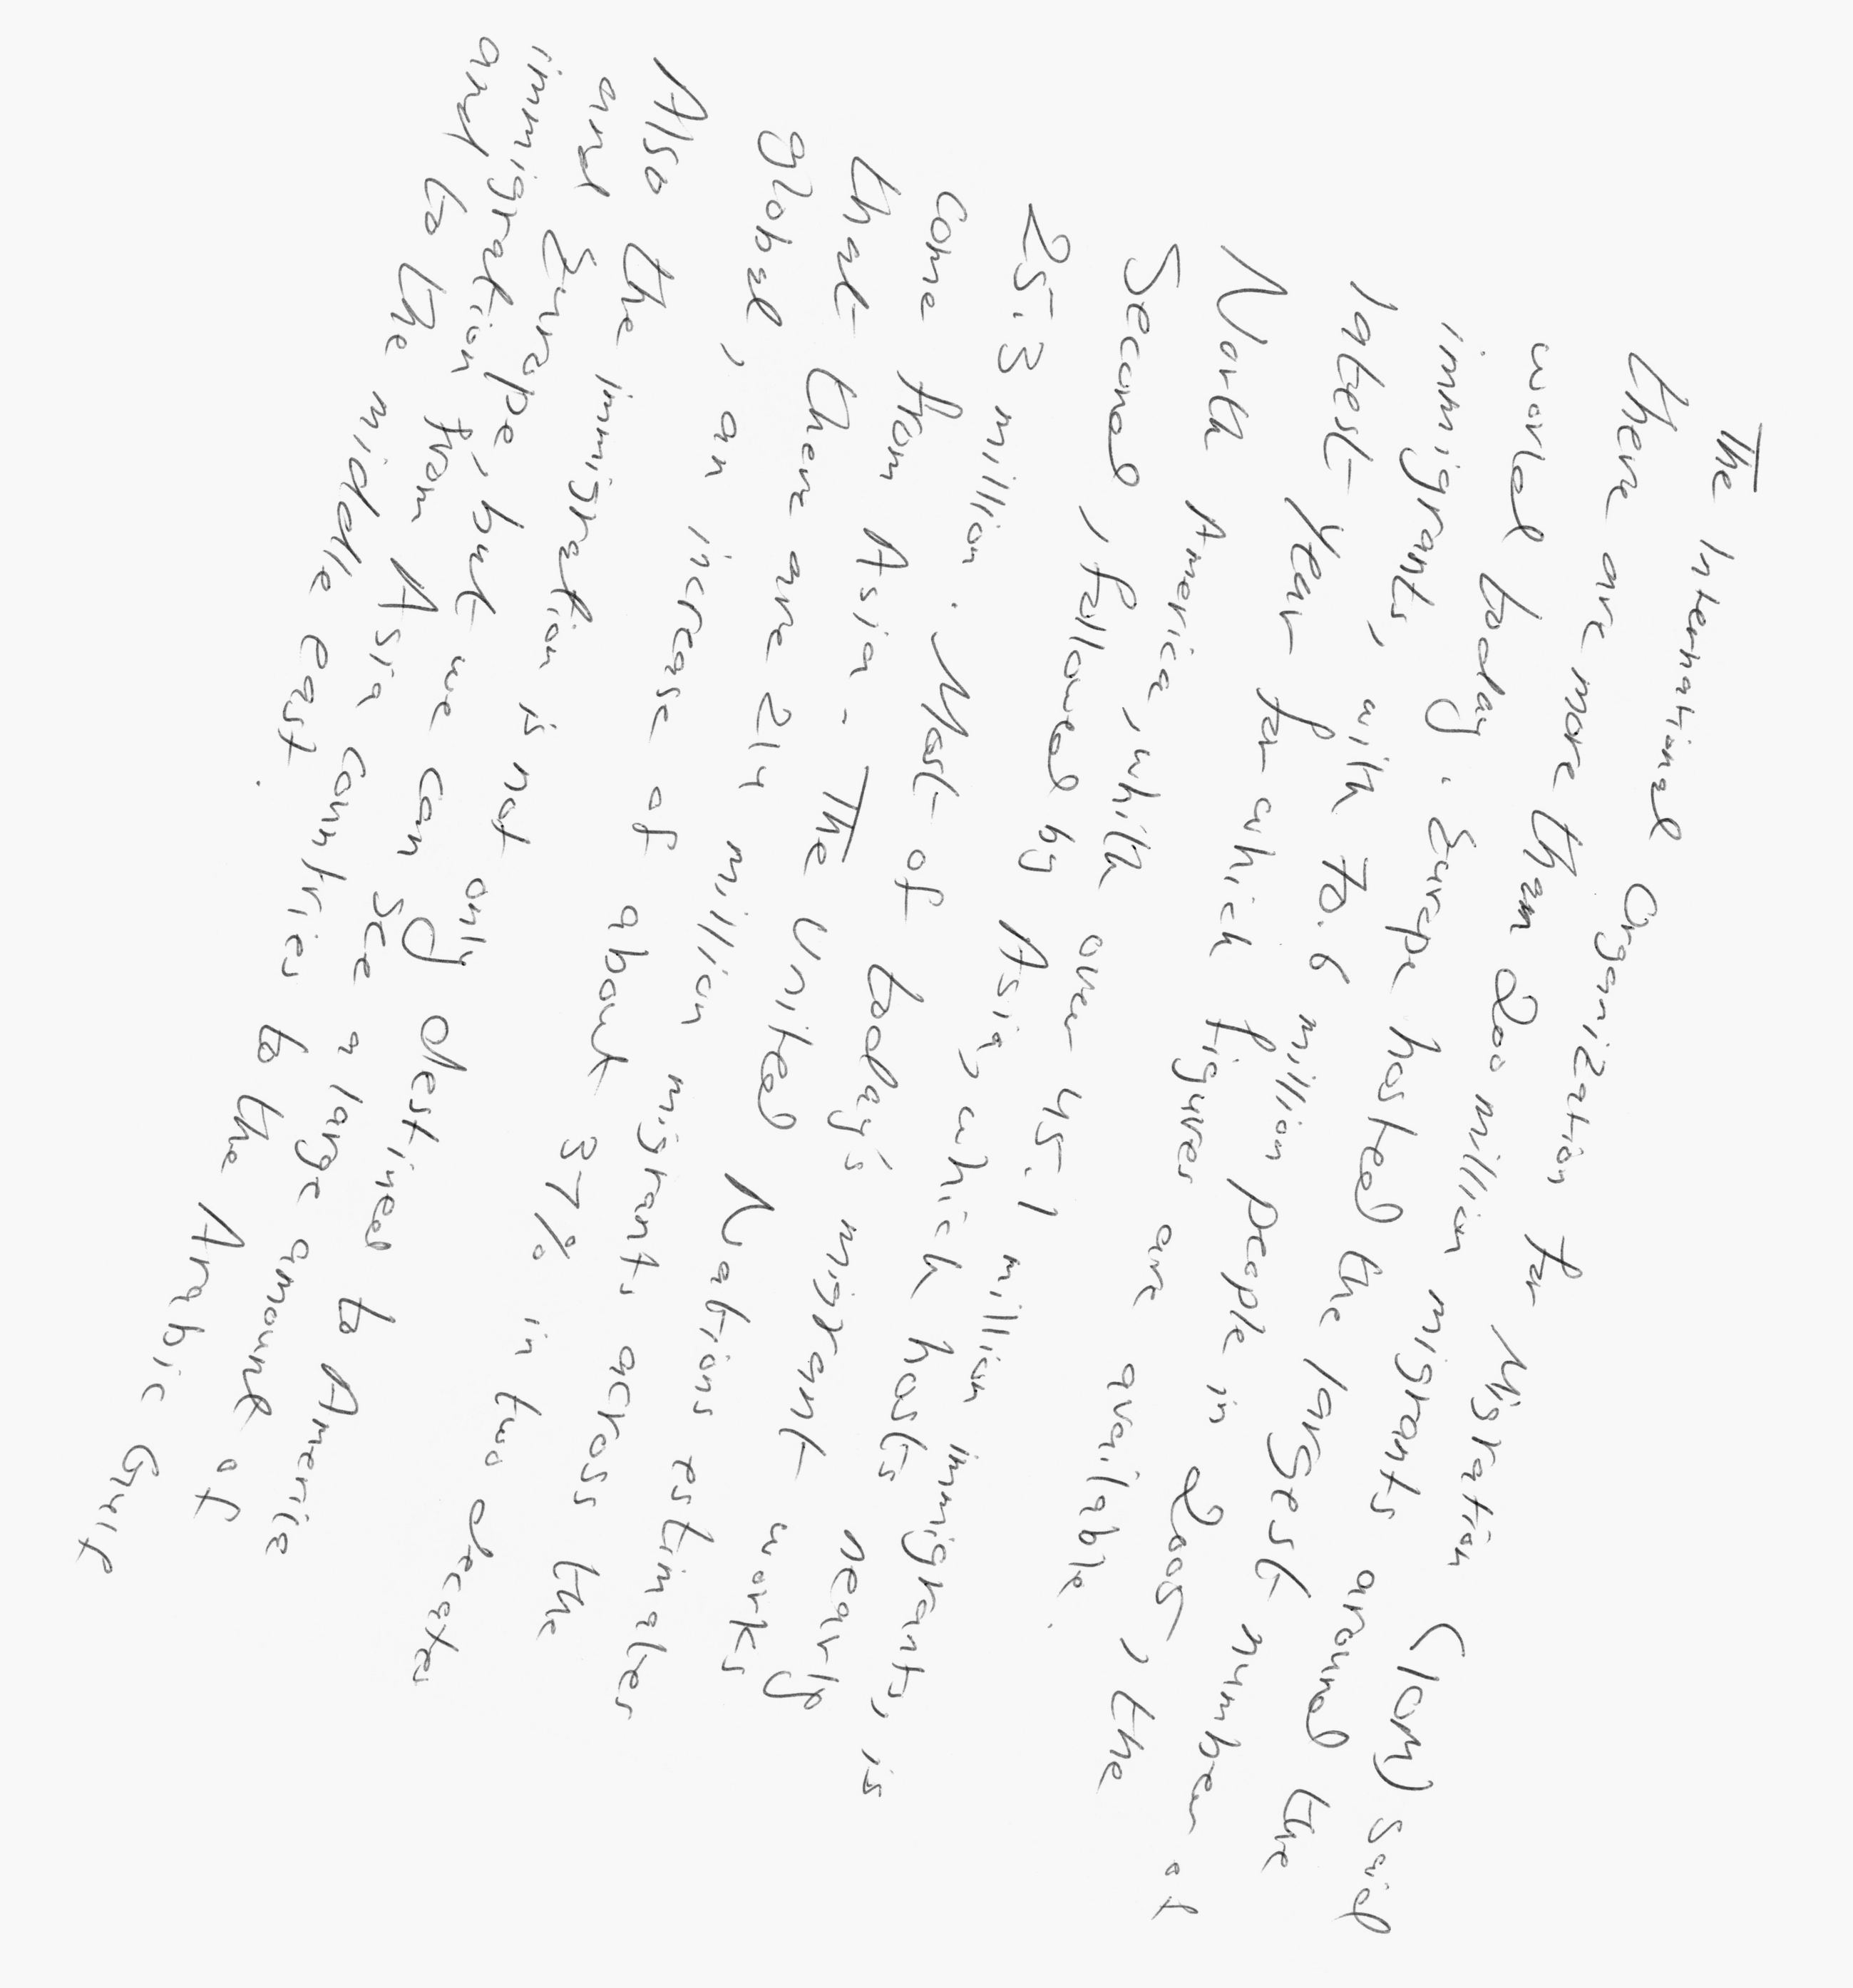 The International Organization for Migration (IOM) said
there are more than 200 million migrants around the
world today. Europe hosted the largest number of
immigrants, with 70.6 million people in 2005, the
latest year for which figures are available.
North America, whith over 45.1 million immigrants, is
Second, followed by Asia, which hosts nearly
25.3 million. Most of today's migrant works
come from Asia. The United Nations estimates
that there are 214 million migrants across the
global, an increase of about 37% in two decates
Also the immigration is not only destined to Americe
and Europe, but we can see a large amount of
immigration from Asia countries to the Arabic Gulf
any to the middle east.